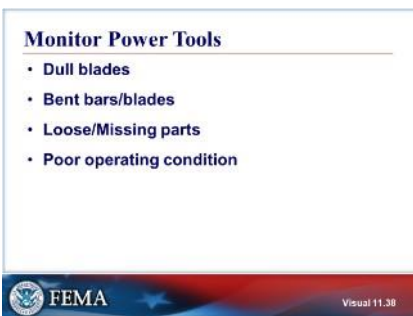 Monitor Power Tools
• Dull blades
• Bent bars/blades
• Loose/Missing parts
• Poor operating condition
FEMA
Visual 11.38